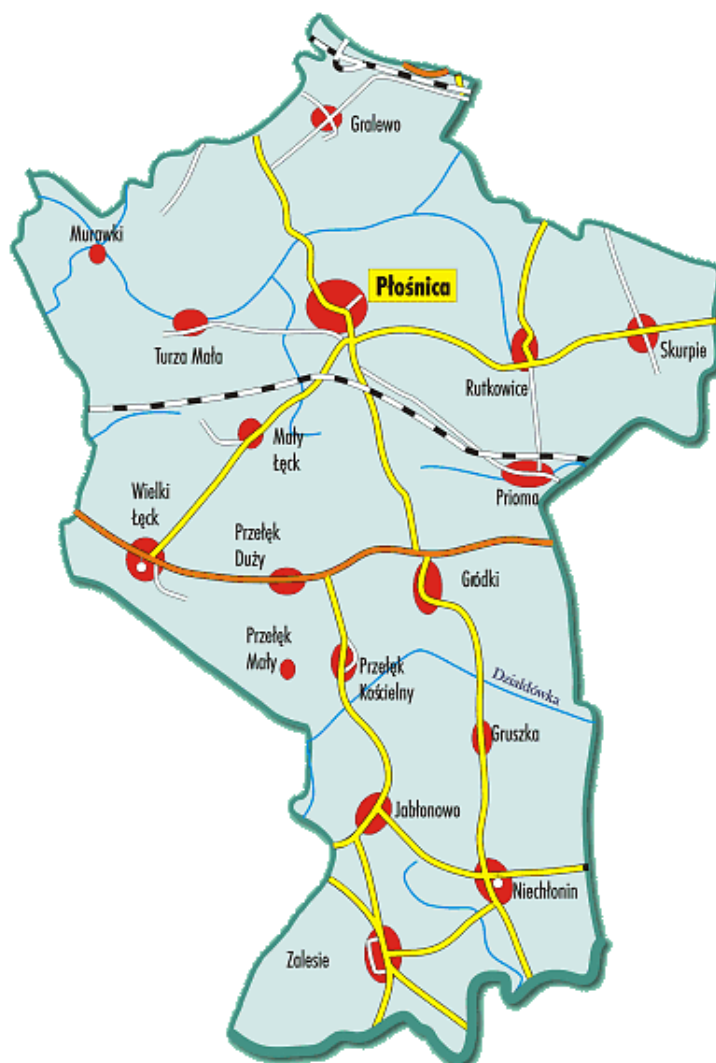 Gralewo
Murawki
Płośnica
Turza Mała
Rutkowice
Skurpie
Mały
Łęck
Wielki
Łęck
Prioma
Przełęk
Duży
Gródki
Przełęk
Mały
Przełęk
Kościelny
Działdówka
Gruszka
Jabłonowo
Niechłonin
Zalesie